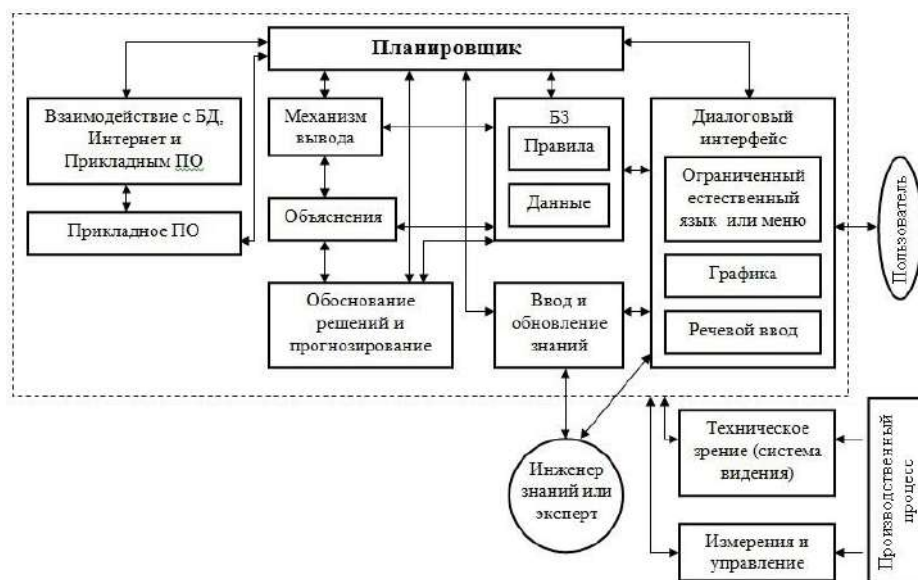 Планировщик
Взаимодействие с БД,
Интернет и
Прикладным ПО
Прикладное ПО
Механизм
вывода
Объяснения
Обоснование
решений и
прогнозирование
БЗ
Правила
Данные
Ввод и
обновление
знаний
Диалоговый
интерфейс
Ограниченный
естественный
язык или меню
Графика
Речевой ввод
Пользователь
Инженер
знаний или
эксперт
Техническое
зрение (система
видения)
Измерения и
управление
Производственный
процесс